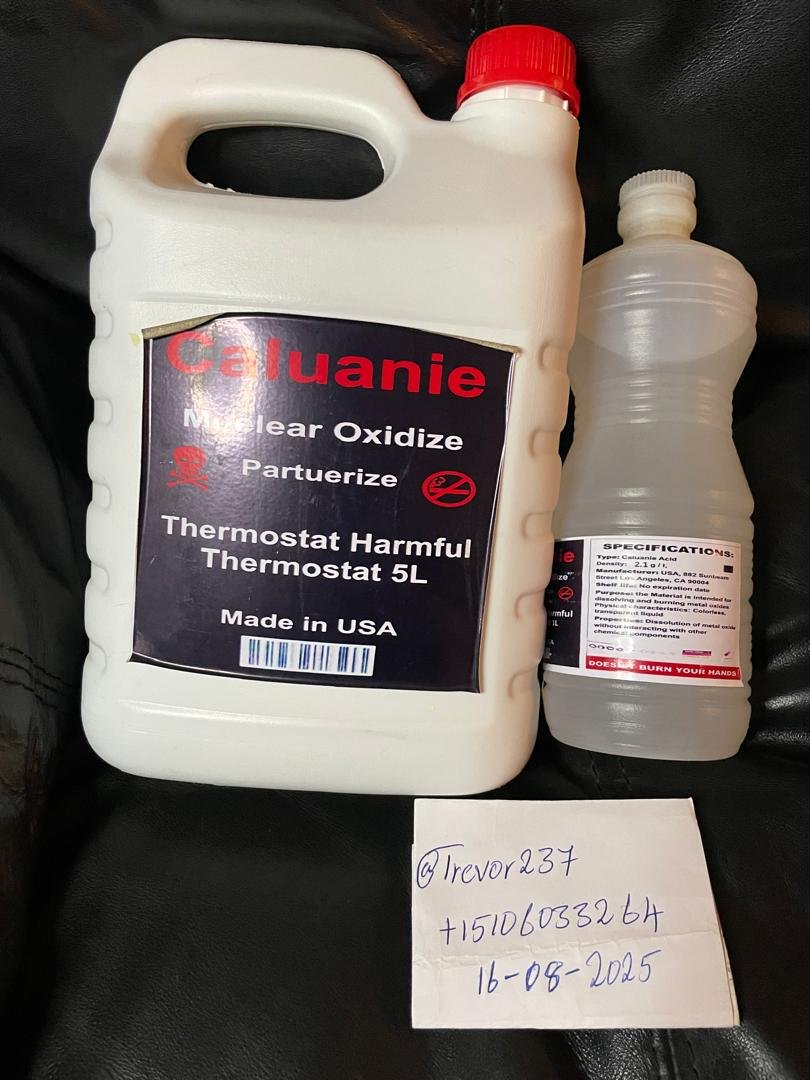 Caluanie
Muelear Oxidize
Partuerize
Thermostat Harmful
Thermostat 5L
Made in USA
SPECIFICATIONS:
Type: Caluanie Acid
Density: 2.1 g / l,
Manufacturer: USA, 882 Sunbeam
Street Los Angeles, CA 90004
Shelf life: No expiration date
Purpose: the Material is intended for
dissolving and burning metal oxides
Physical characteristics: Colorless,
transparent liquid
Properties: Dissolution of metal oxide
without interacting with other
chemical components
DOESN'T BURN YOUR HANDS!
@Trevor237
+15106033264
16-08-2025